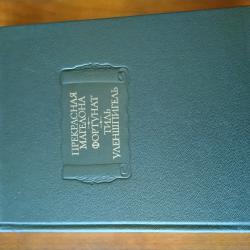 ПРЕКРАСНАЯ
МАГЕЛОНА
ФОРТУНАТ
ТИЛЬ
УЛЕНШПИГЕЛЬ